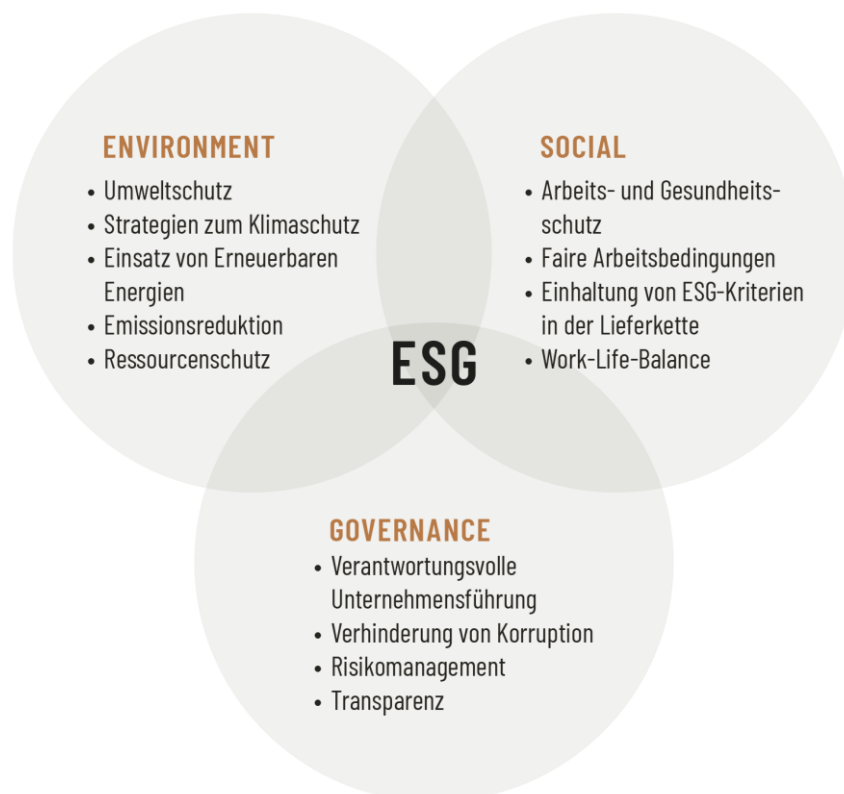 ENVIRONMENT
• Umweltschutz
• Strategien zum Klimaschutz
• Einsatz von Erneuerbaren
Energien
• Emissionsreduktion
• Ressourcenschutz
SOCIAL
• Arbeits- und Gesundheits-
schutz
• Faire Arbeitsbedingungen
• Einhaltung von ESG-Kriterien
in der Lieferkette
• Work-Life-Balance
ESG
GOVERNANCE
• Verantwortungsvolle
Unternehmensführung
• Verhinderung von Korruption
• Risikomanagement
• Transparenz